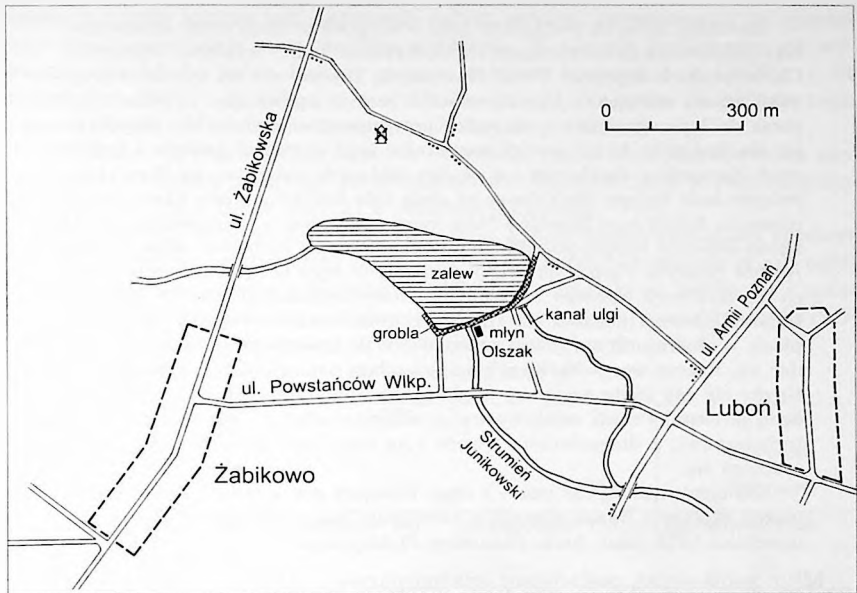 0 300 m
ul. Żabikowska
zalew
ul. Armii Poznań
kanał ulgi
grobla
młyn
Olszak
ul. Powstańców Wlkp.
Luboń
Strumień
Junikowski
Żabikowo